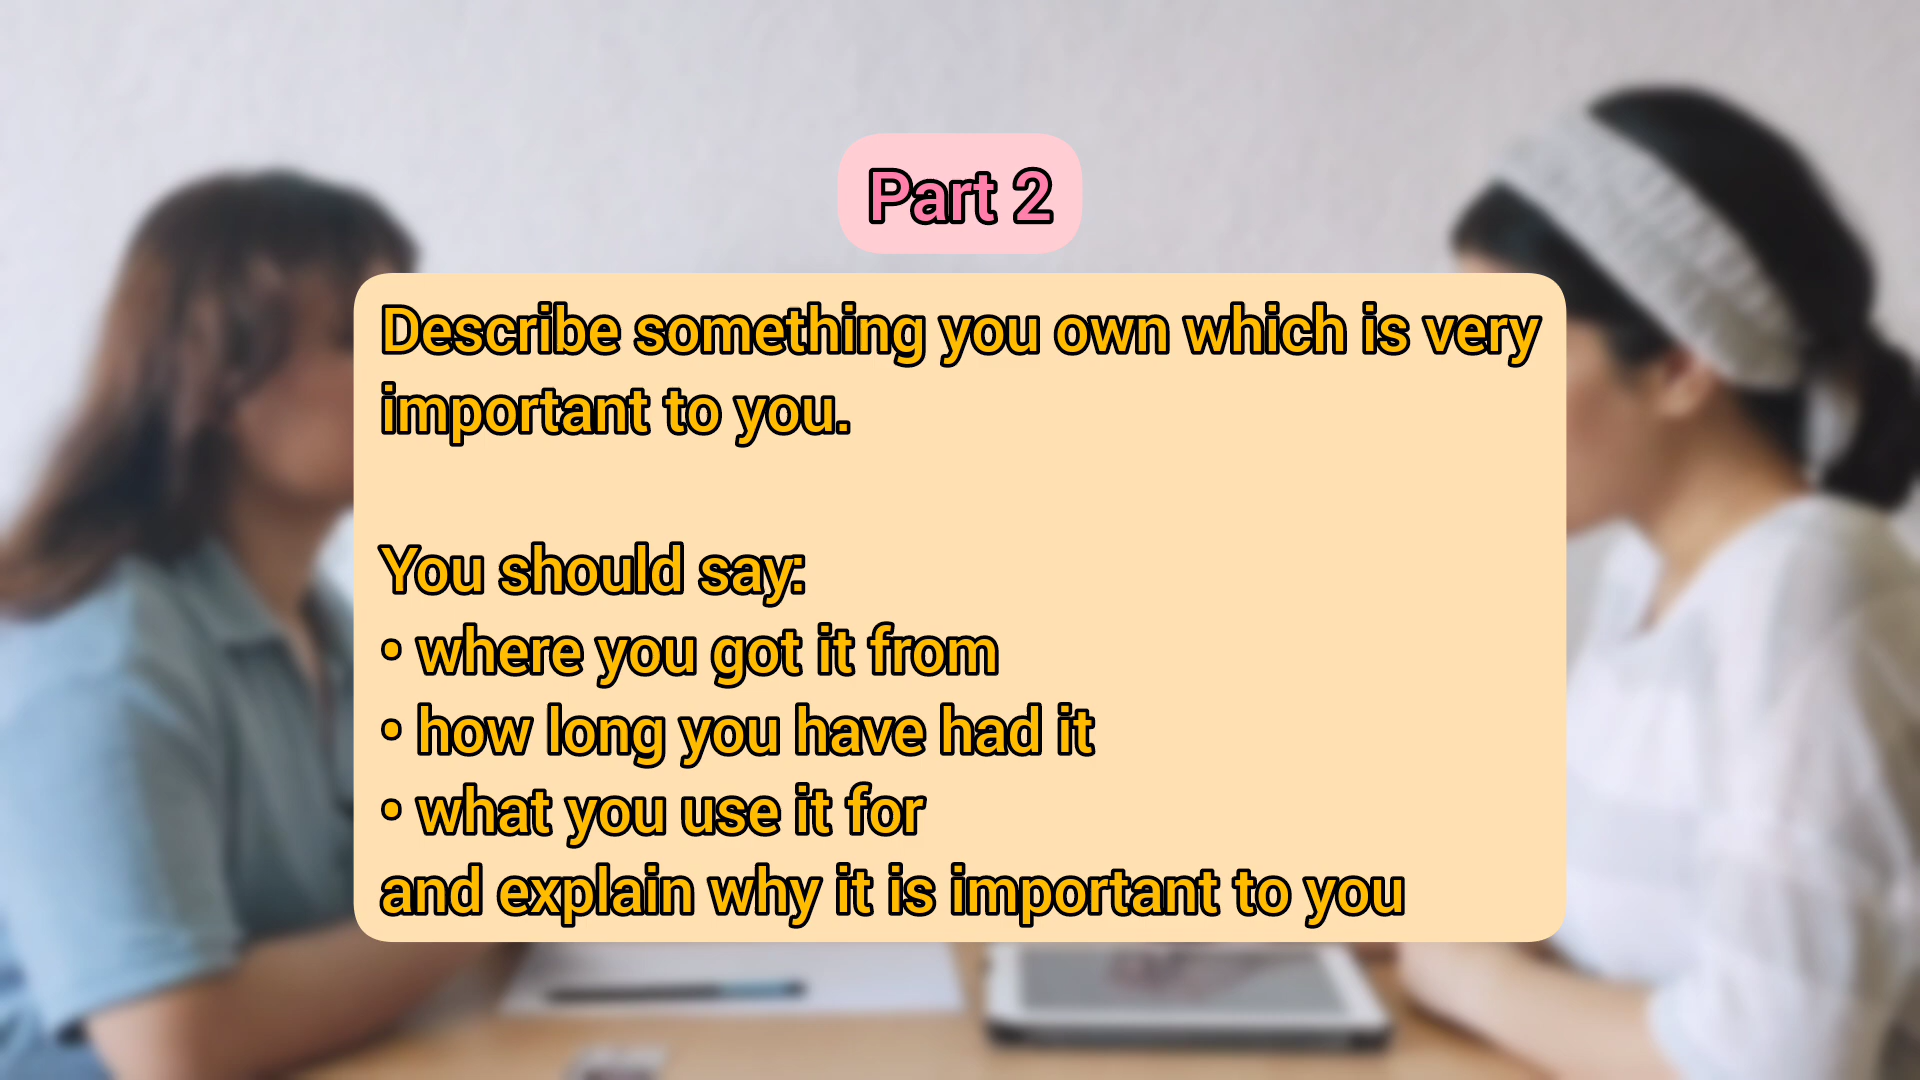 Part 2
Describe something you own which is very
important to you.
You should say:
• where you got it from
• how long you have had it
• what you use it for
and explain why it is important to you